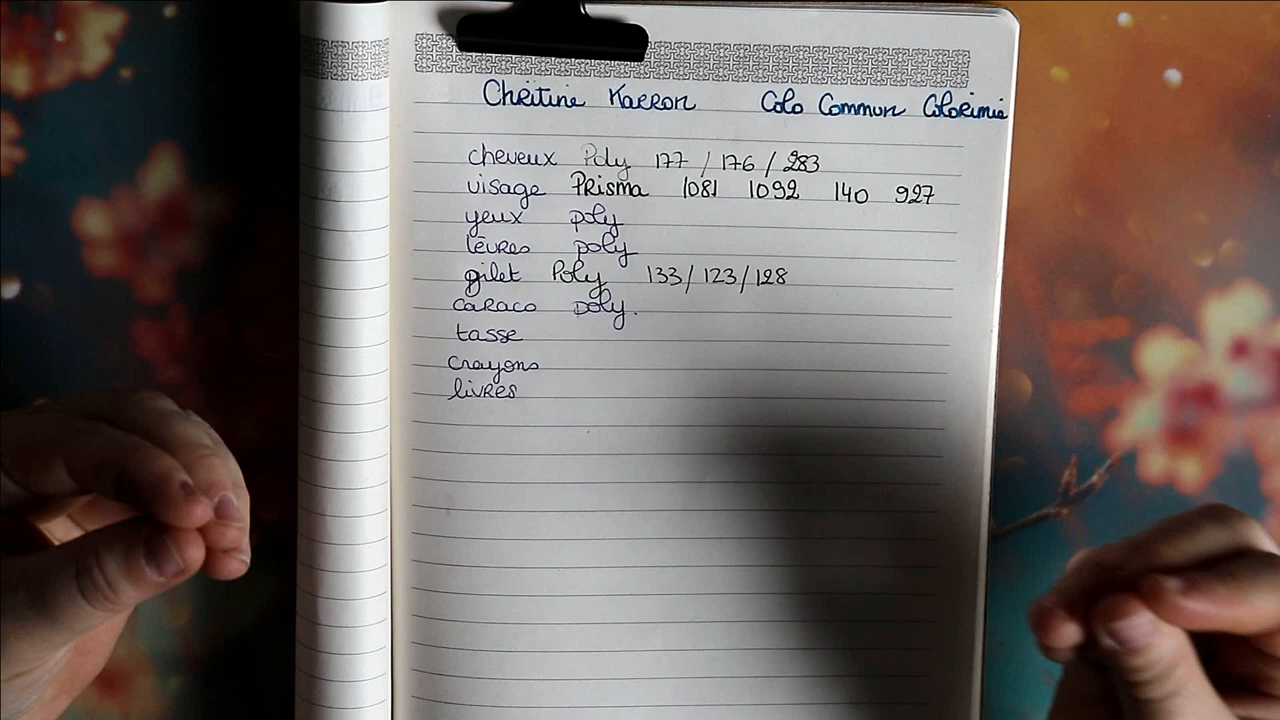 Christine Karron Colo Commun Colorimie
cheveux Poly 177 / 176 / 283
visage Prisma 1081 1092 140 927
yeux poly
lèvres poly
gilet Poly 133 / 123 / 128
caraco poly.
tasse
crayons
livres